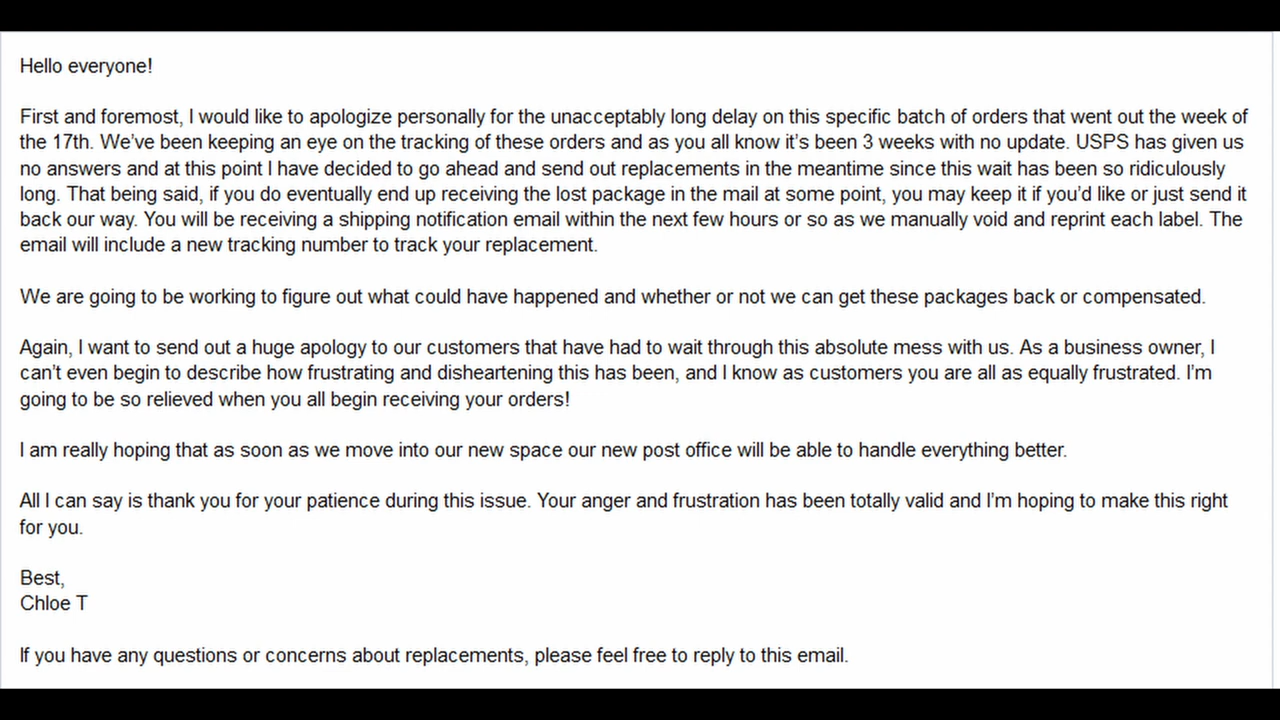 Hello everyone!
First and foremost, I would like to apologize personally for the unacceptably long delay on this specific batch of orders that went out the week of
the 17th. We've been keeping an eye on the tracking of these orders and as you all know it's been 3 weeks with no update. USPS has given us
no answers and at this point I have decided to go ahead and send out replacements in the meantime since this wait has been so ridiculously
long. That being said, if you do eventually end up receiving the lost package in the mail at some point, you may keep it if you'd like or just send it
back our way. You will be receiving a shipping notification email within the next few hours or so as we manually void and reprint each label. The
email will include a new tracking number to track your replacement.
We are going to be working to figure out what could have happened and whether or not we can get these packages back or compensated.
Again, I want to send out a huge apology to our customers that have had to wait through this absolute mess with us. As a business owner, I
can't even begin to describe how frustrating and disheartening this has been, and I know as customers you are all as equally frustrated. I'm
going to be so relieved when you all begin receiving your orders!
I am really hoping that as soon as we move into our new space our new post office will be able to handle everything better.
All I can say is thank you for your patience during this issue. Your anger and frustration has been totally valid and I'm hoping to make this right
for you.
Best,
Chloe T
If you have any questions or concerns about replacements, please feel free to reply to this email.